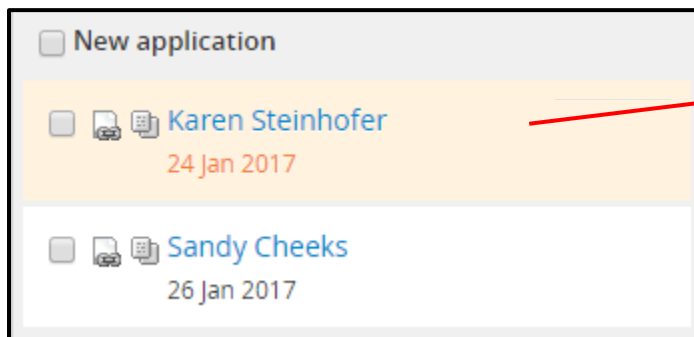 New application
Karen Steinhofer
24 Jan 2017
Sandy Cheeks
26 Jan 2017